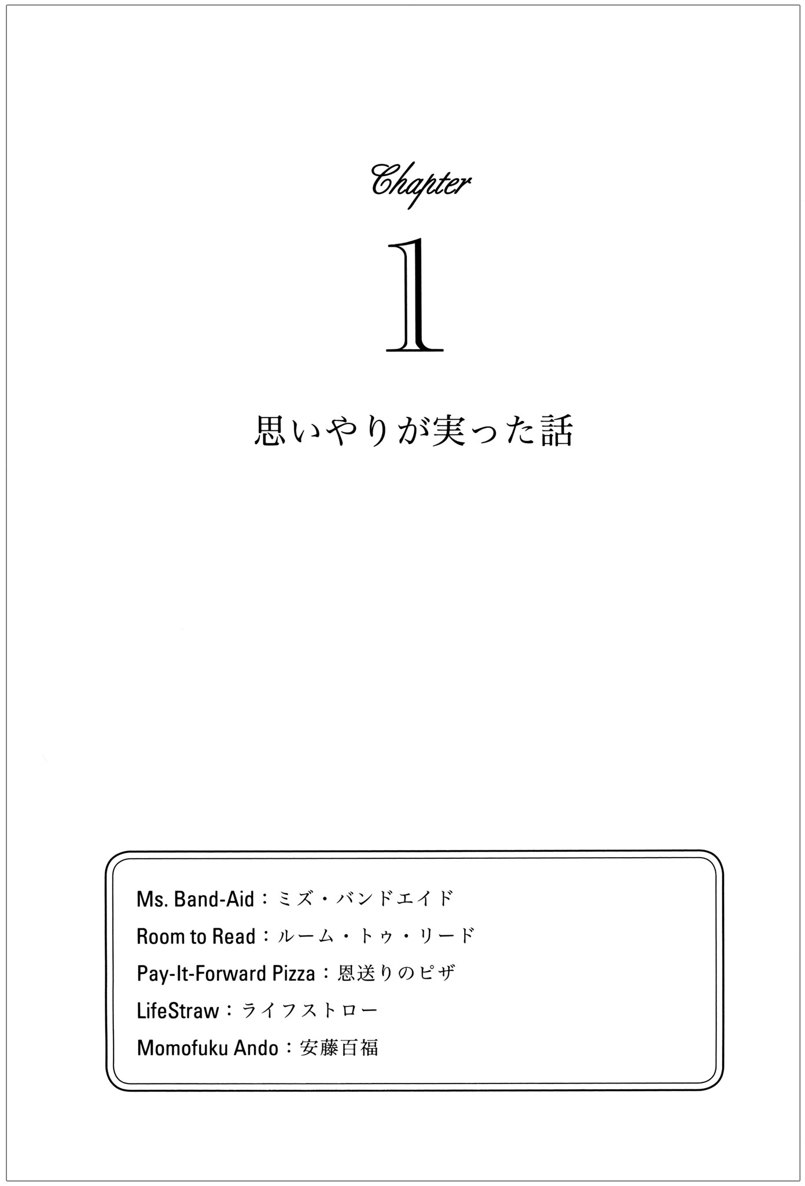 Chapter
1
思いやりが実った話
Ms. Band-Aid：ミズ・バンドエイド
Room to Read：ルーム・トゥ・リード
Pay-It-Forward Pizza：恩送りのピザ
LifeStraw：ライフストロー
Momofuku Ando：安藤百福